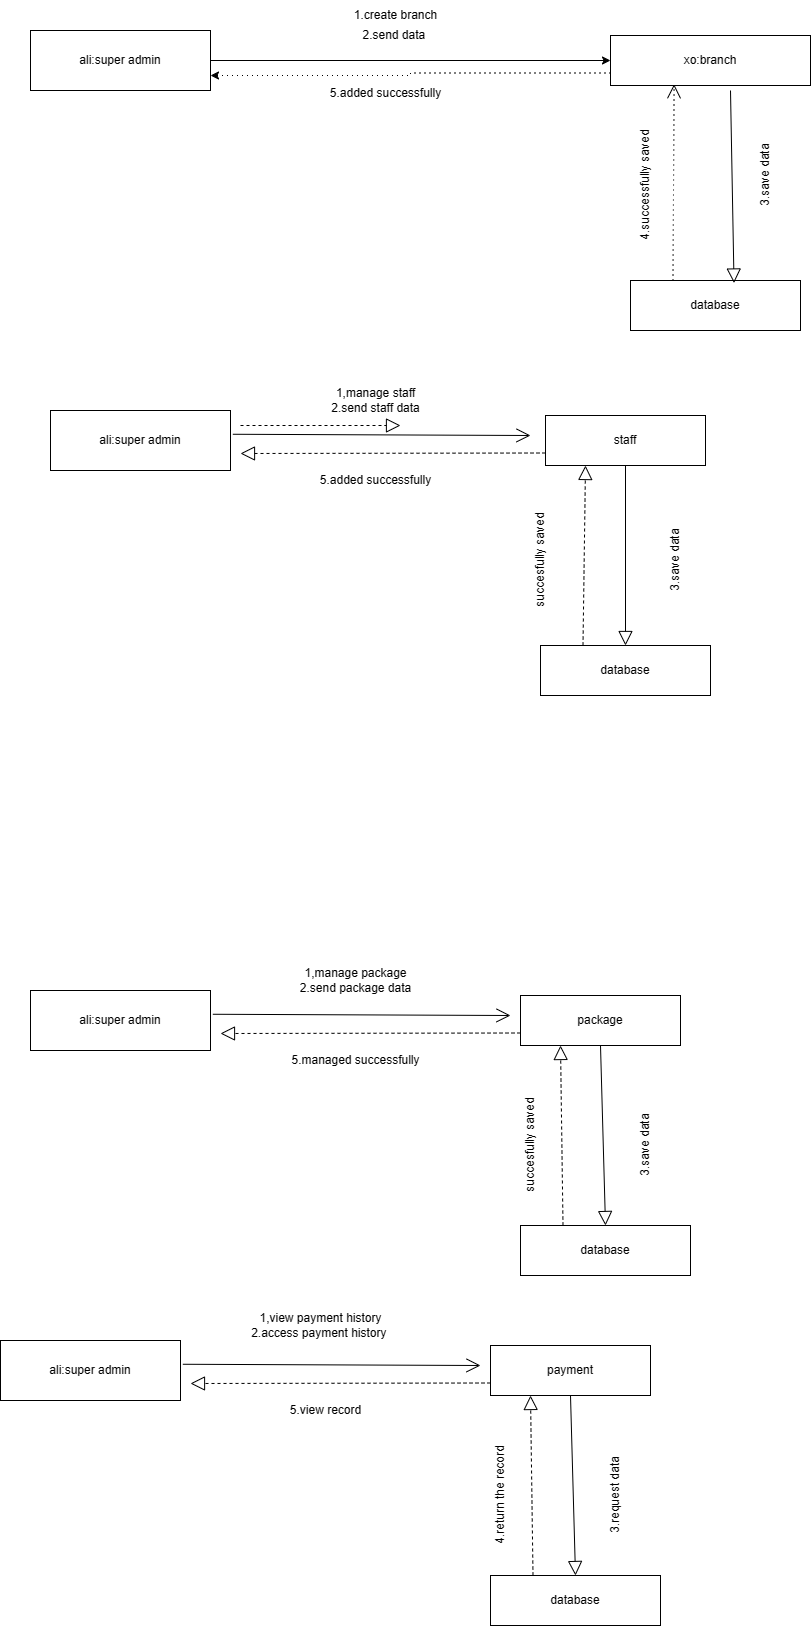 1.create branch
2.send data
ali:super admin
xo:branch
5.added successfully
4.successfully saved
3.save data
database
1,manage staff
2.send staff data
ali:super admin
staff
5.added successfully
succesfully saved
3.save data
database
1,manage package
2.send package data
ali:super admin
package
5.managed successfully
succesfully saved
3.save data
database
1,view payment history
2.access payment history
ali:super admin
payment
5.view record
4.return the record
3.request data
database